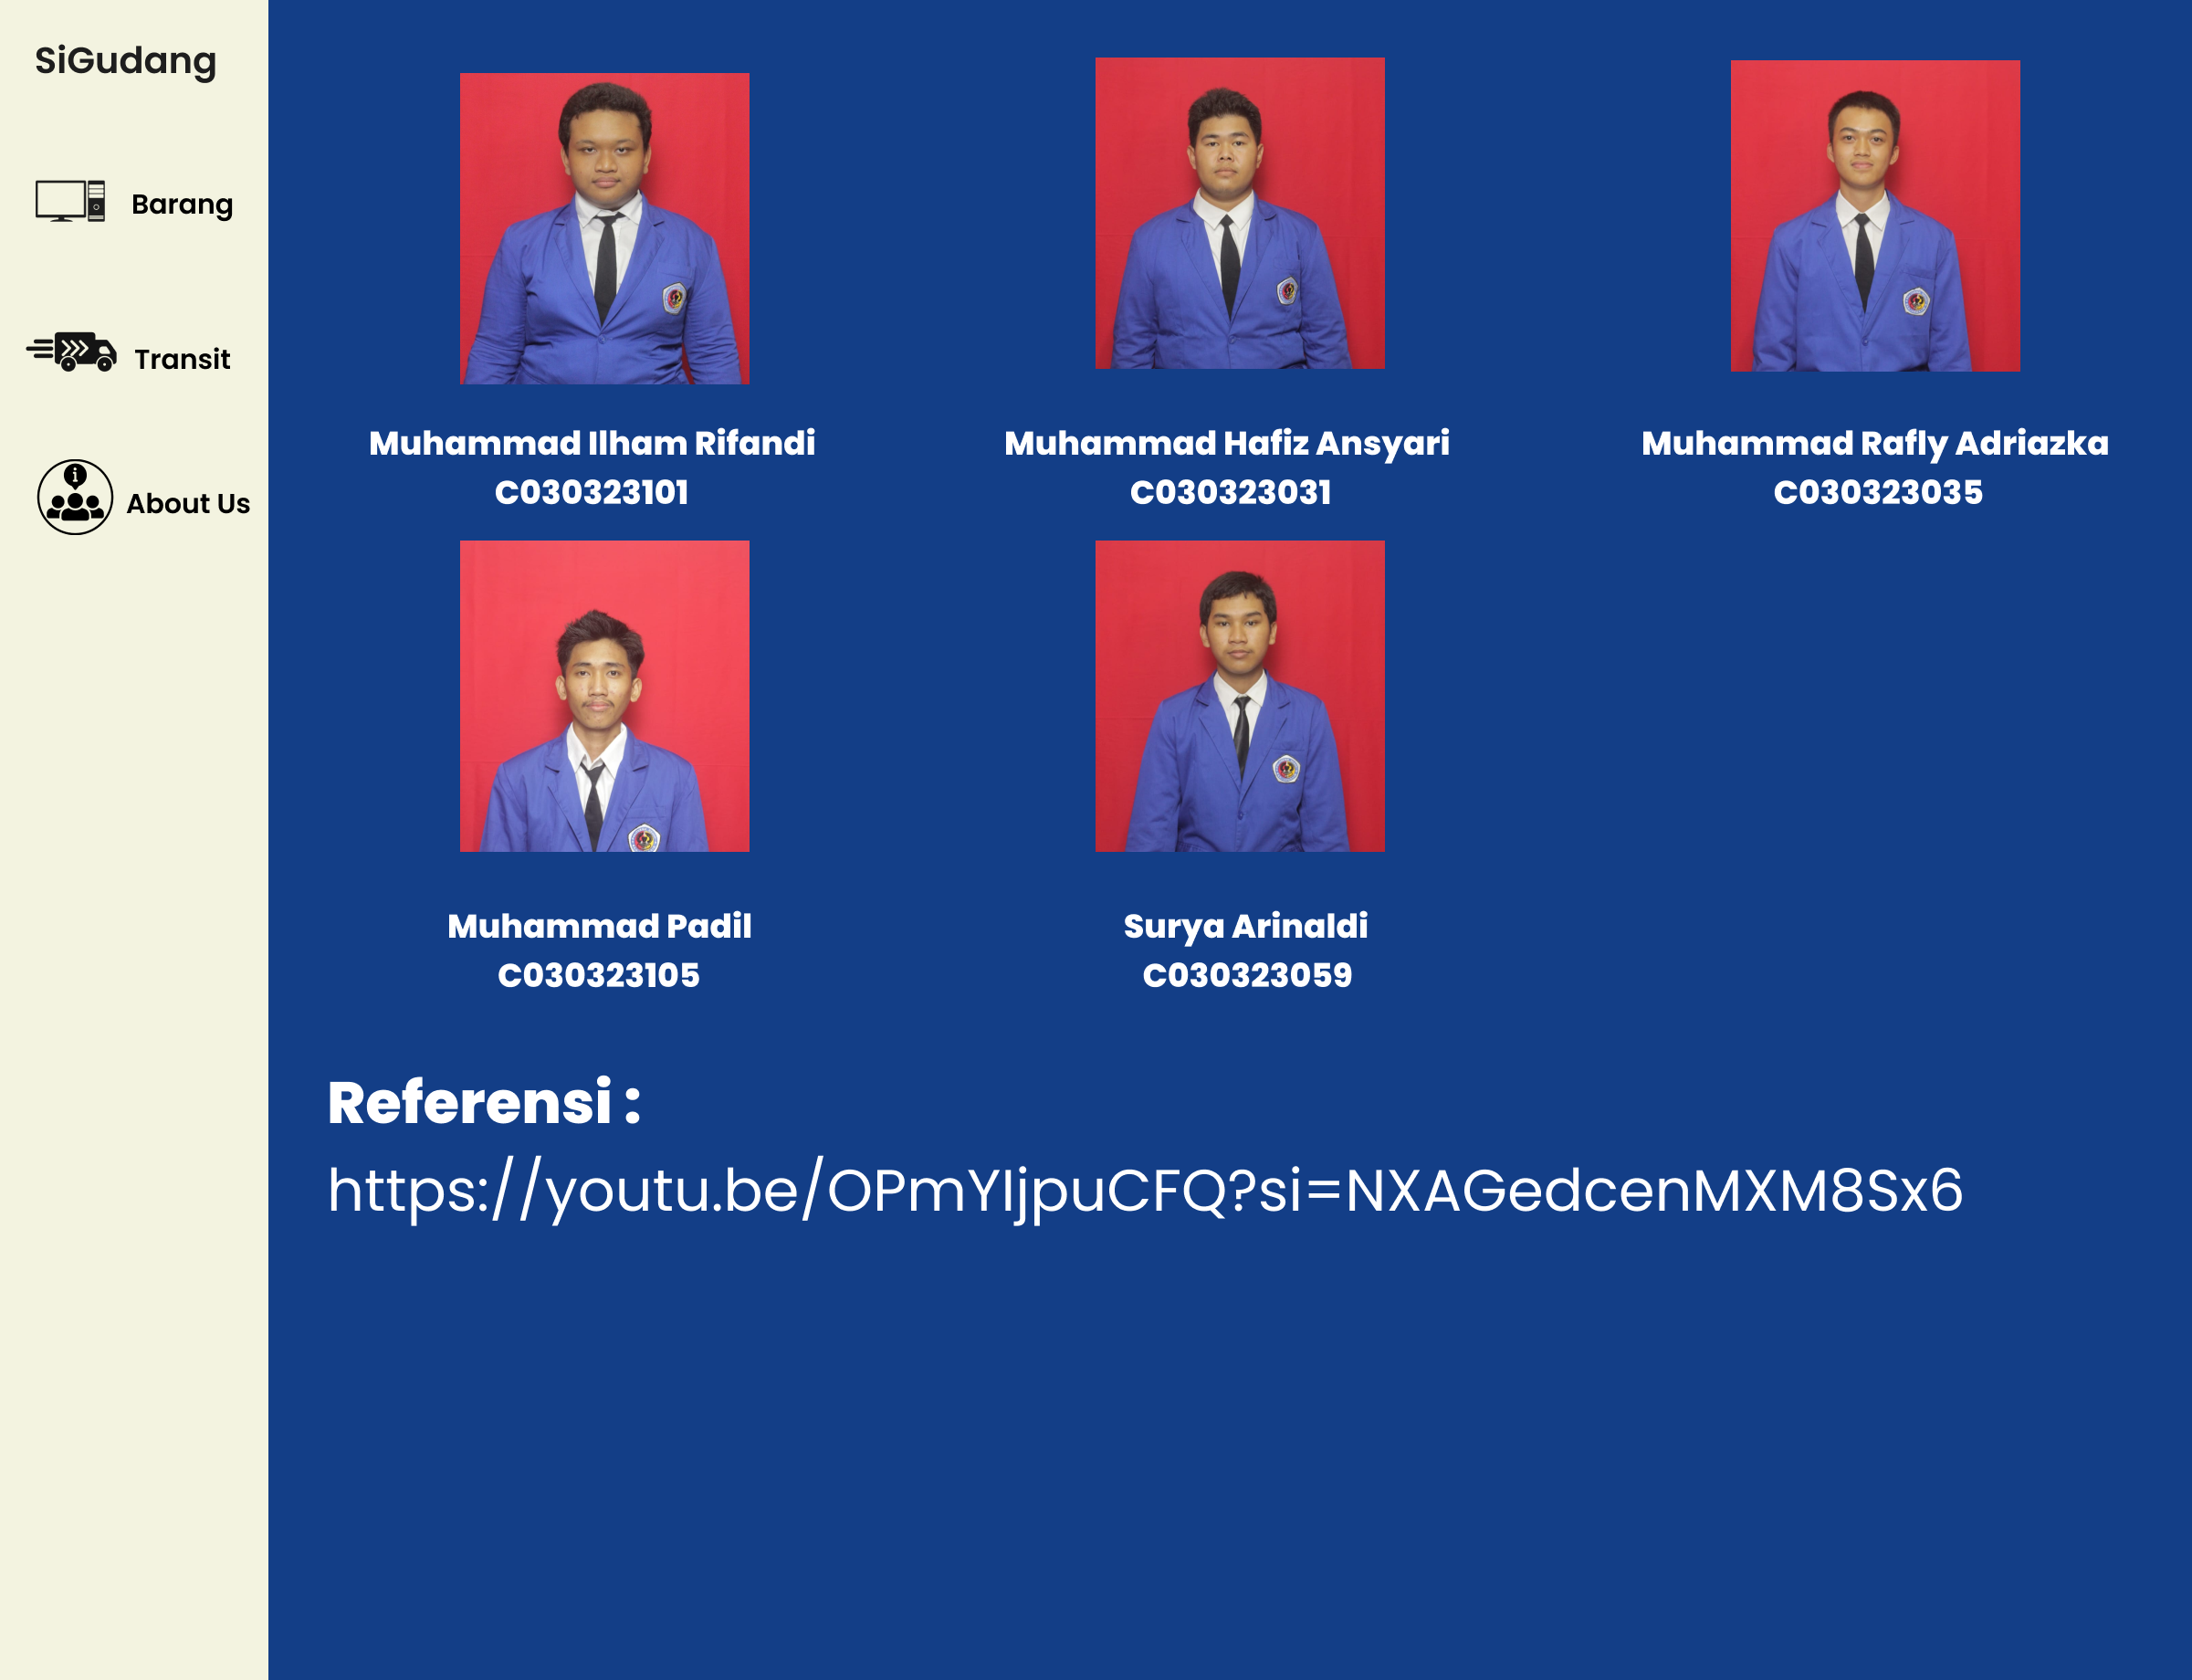 SiGudang
Barang
Transit
About Us
Muhammad Ilham Rifandi
C030323101
Muhammad Hafiz Ansyari
C030323031
Muhammad Rafly Adriazka
C030323035
Muhammad Padil
C030323105
Surya Arinaldi
C030323059
Referensi :
https://youtu.be/OPmYIjpuCFQ?si=NXAGedcenMXM8Sx6